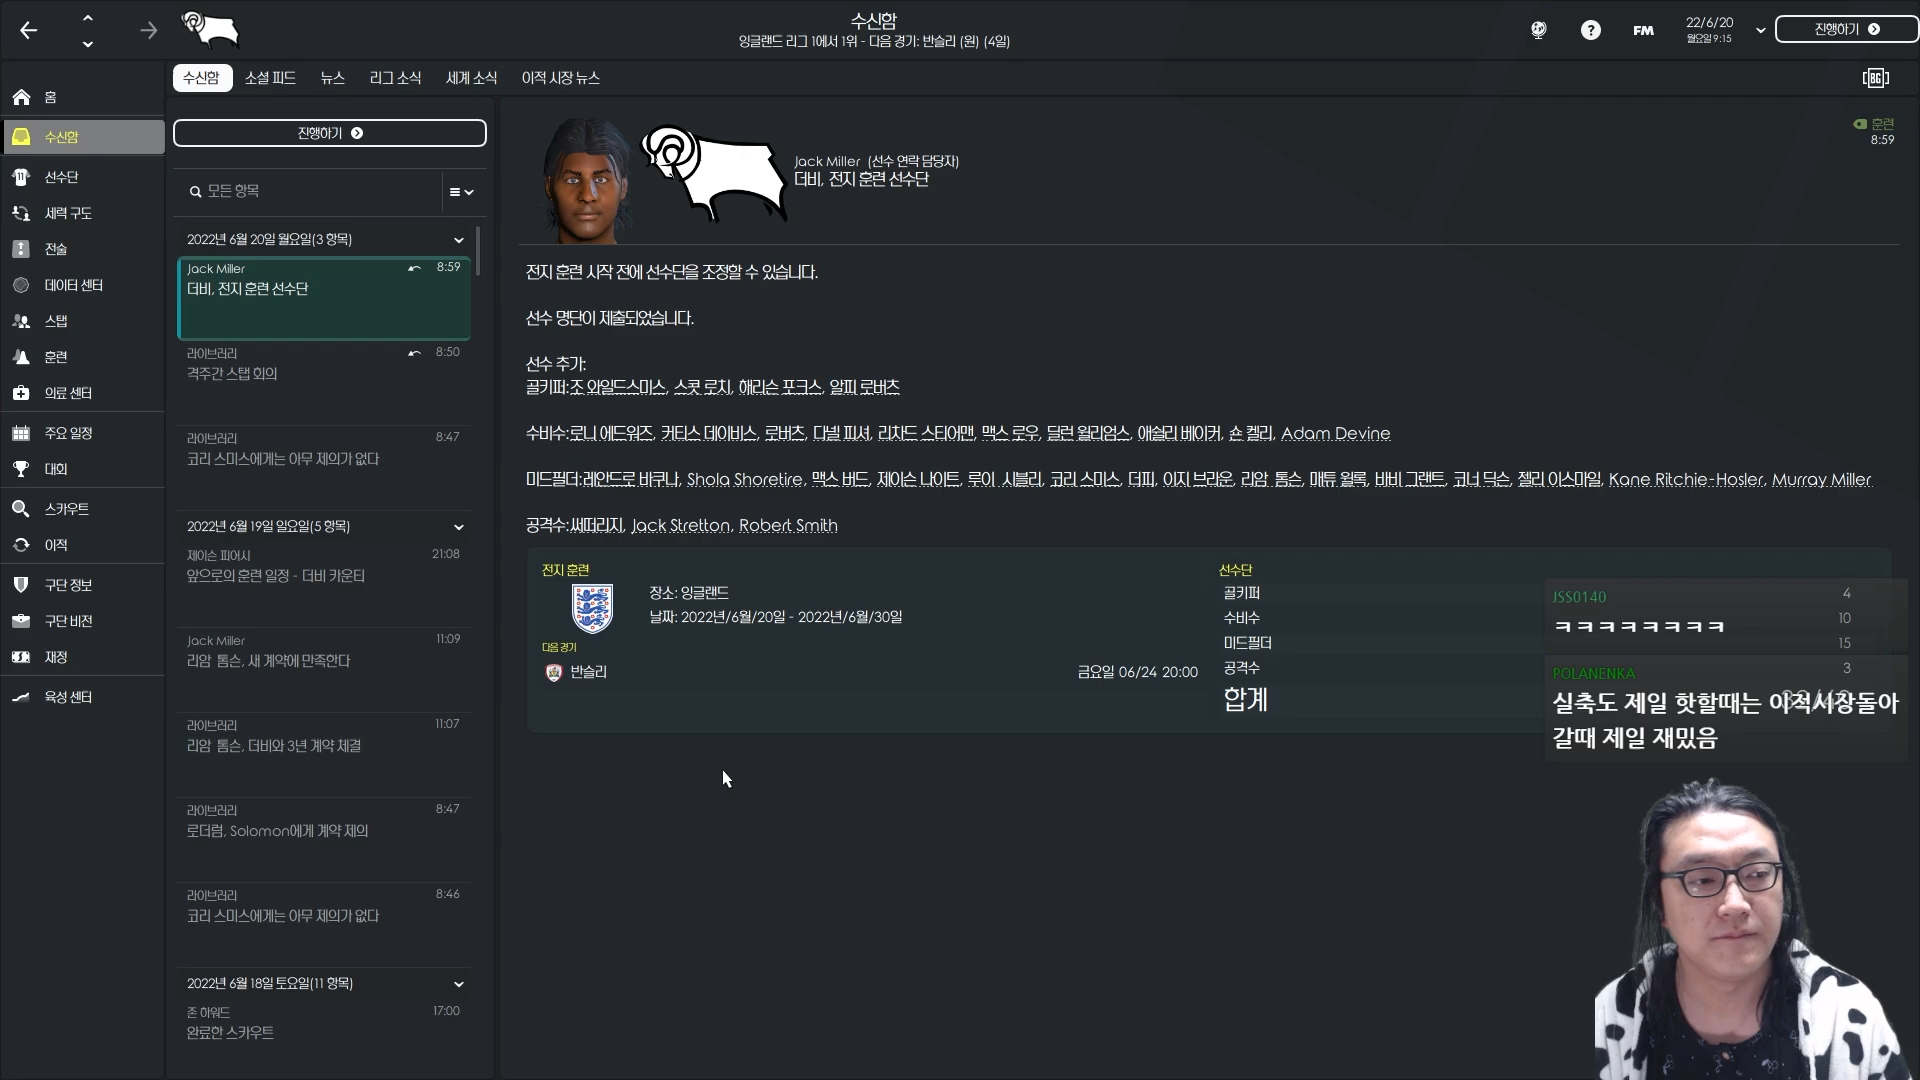 수신함
잉글랜드 리그 1에서 1위 - 다음 경기: 반슬리 (원) (4일)
FM
22/6/20
월요일 9:15
진행하기
수신함 소셜 피드 뉴스 리그 소식 세계 소식 이적 시장 뉴스
홈
수신함
선수단
세력 구도
전술
데이터 센터
스탭
훈련
의료 센터
주요 일정
대회
스카우트
이적
구단 정보
구단 비전
재정
육성 센터
진행하기
모든 항목
2022년 6월 20일 월요일(3 항목)
Jack Miller 8:59
더비, 전지 훈련 선수단
라이브러리 8:50
격주간 스탭 회의
라이브러리 8:47
코리 스미스에게는 아무 제의가 없다
2022년 6월 19일 일요일(5 항목)
제이슨 피어시 21:08
앞으로의 훈련 일정 - 더비 카운티
Jack Miller 11:09
리암 톰슨, 새 계약에 만족한다
라이브러리 11:07
리암 톰슨, 더비와 3년 계약 체결
라이브러리 8:47
로더럼, Solomon에게 계약 제의
라이브러리 8:46
코리 스미스에게는 아무 제의가 없다
2022년 6월 18일 토요일(11 항목)
존 하워드 17:00
완료한 스카우트
훈련
8:59
Jack Miller (선수 연락 담당자)
더비, 전지 훈련 선수단
전지 훈련 시작 전에 선수단을 조정할 수 있습니다.
선수 명단이 제출되었습니다.
선수 추가:
골키퍼:조 와일드스미스, 스콧 로치, 해리슨 포크스, 알피 로버츠
수비수:로니 에드워즈, 커티스 데이비스, 로버츠, 다넬 피셔, 리차드 스티어맨, 맥스 로우, 딜런 윌리엄스, 애슐리 베이커, 숀 켈리, Adam Devine
미드필더:레안드로 바쿠나, Shola Shoretire, 맥스 버드, 제이슨 나이트, 루이 시블리, 코리 스미스, 더피, 이지 브라운, 리암 톰슨, 매튜 윌록, 바비 그랜트, 코너 딕슨, 젤리 이스마일, Kane Ritchie-Hosler, Murray Miller
공격수:써떠리지, Jack Stretton, Robert Smith
전지 훈련
장소: 잉글랜드
날짜: 2022년/6월/20일 - 2022년/6월/30일
다음 경기
반슬리 금요일 06/24 20:00
선수단
골키퍼 4
수비수 10
미드필더 15
공격수 3
합계
JSS0140
ㅋㅋㅋㅋㅋㅋㅋㅋ
POLANENKA
실축도 제일 핫할때는 이적시장돌아
갈때 제일 재밌음